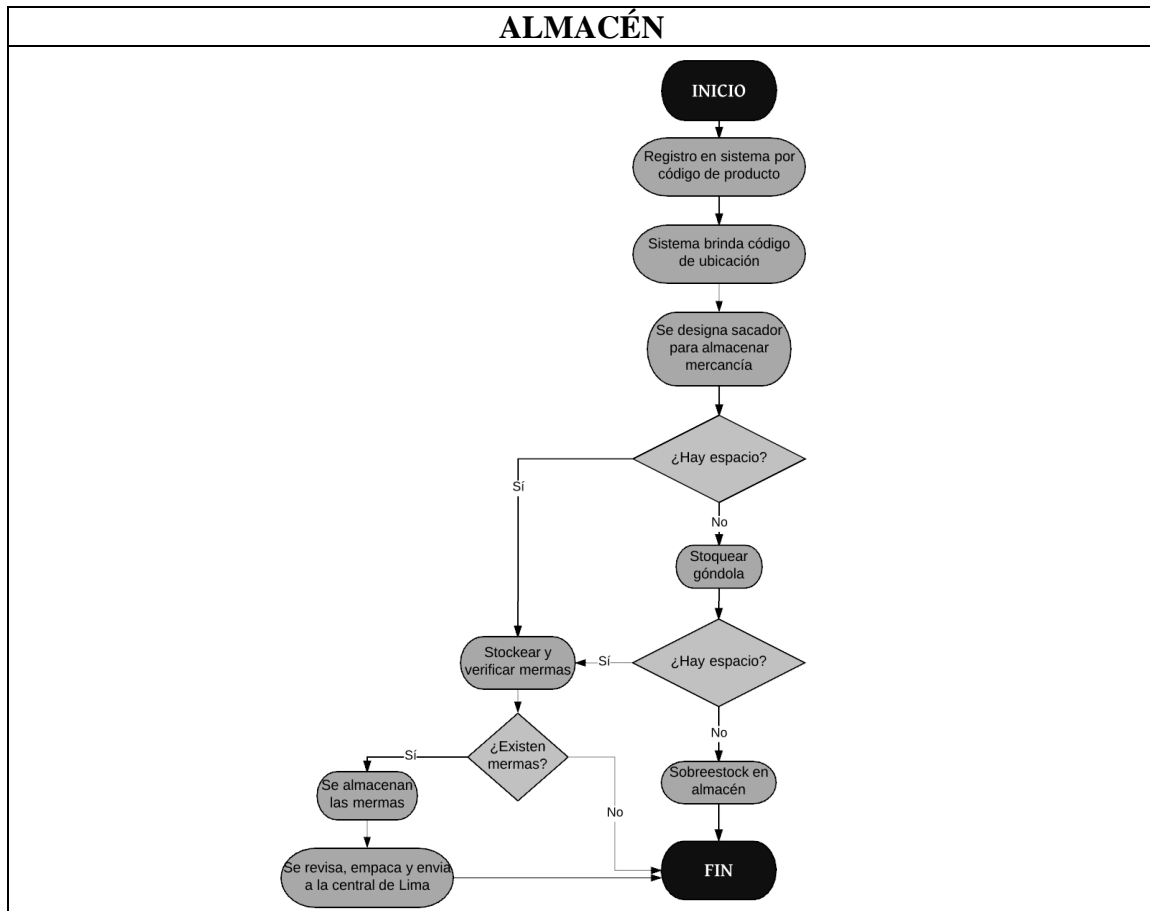 ALMACÉN
INICIO
Registro en sistema por
código de producto
Sistema brinda código
de ubicación
Se designa sacador
para almacenar
mercancía
¿Hay espacio?
Sí
No
Stoquear
góndola
¿Hay espacio?
Sí
No
Stockear y
verificar mermas
¿Existen
mermas?
Sí
No
Sobreestock en
almacén
Se almacenan
las mermas
Se revisa, empaca y envia
a la central de Lima
FIN